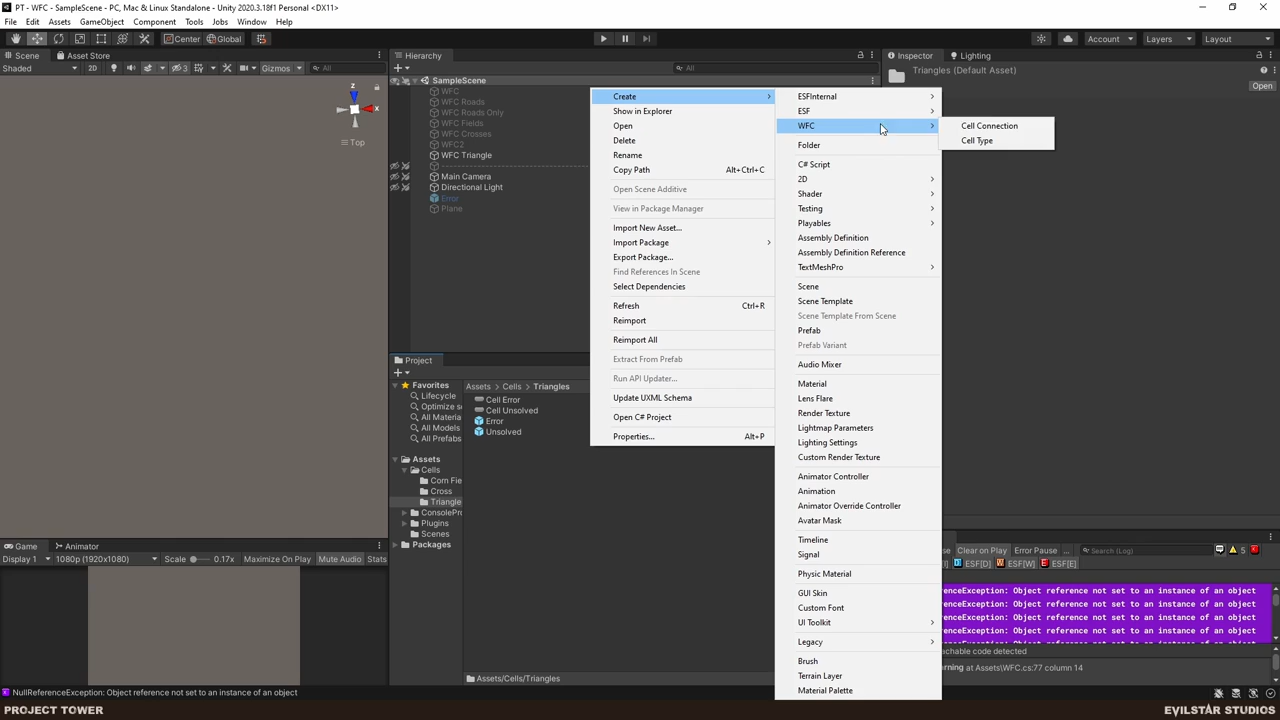 PT - WFC - SampleScene - PC, Mac & Linux Standalone - Unity 2020.3.18f1 Personal <DX11>
File Edit Assets GameObject Component Tools Jobs Window Help
Center Global Account Layers Layout
Scene Asset Store
Shaded 2D 3 Gizmos All
z
x
Top
Hierarchy
All
SampleScene
WFC
WFC Roads
WFC Roads Only
WFC Fields
WFC Crosses
WFC2
WFC Triangle
Main Camera
Directional Light
Error
Plane
Project
Favorites
Lifecycle
Optimize s
All Materia
All Models
All Prefabs
Assets
Cells
Corn Fie
Cross
Triangle
ConsolePr
Plugins
Scenes
Packages
Assets > Cells > Triangles
Cell Error
Cell Unsolved
Error
Unsolved
Assets/Cells/Triangles
Create
Show in Explorer
Open
Delete
Rename
Copy Path Alt+Ctrl+C
Open Scene Additive
View in Package Manager
Import New Asset...
Import Package
Export Package...
Find References In Scene
Select Dependencies
Refresh Ctrl+R
Reimport
Reimport All
Extract From Prefab
Run API Updater...
Update UXML Schema
Open C# Project
Properties... Alt+P
ESFInternal
ESF
WFC
Folder
C# Script
2D
Shader
Testing
Playables
Assembly Definition
Assembly Definition Reference
TextMeshPro
Scene
Scene Template
Scene Template From Scene
Prefab
Prefab Variant
Audio Mixer
Material
Lens Flare
Render Texture
Lightmap Parameters
Lighting Settings
Custom Render Texture
Animator Controller
Animation
Animator Override Controller
Avatar Mask
Timeline
Signal
Physic Material
GUI Skin
Custom Font
UI Toolkit
Legacy
Brush
Terrain Layer
Material Palette
Cell Connection
Cell Type
Inspector Lighting
Triangles (Default Asset)
Open
Game Animator
Display 1 1080p (1920x1080) Scale 0.17x Maximize On Play Mute Audio Stats
se Clear on Play Error Pause ... Search (Log) 5
ESF[D] ESF[W] ESF[E]
erenceException: Object reference not set to an instance of an object
erenceException: Object reference not set to an instance of an object
erenceException: Object reference not set to an instance of an object
erenceException: Object reference not set to an instance of an object
achable code detected
rning at Assets\WFC.cs:77 column 14
NullReferenceException: Object reference not set to an instance of an object
PROJECT TOWER
EVILSTAR STUDIOS